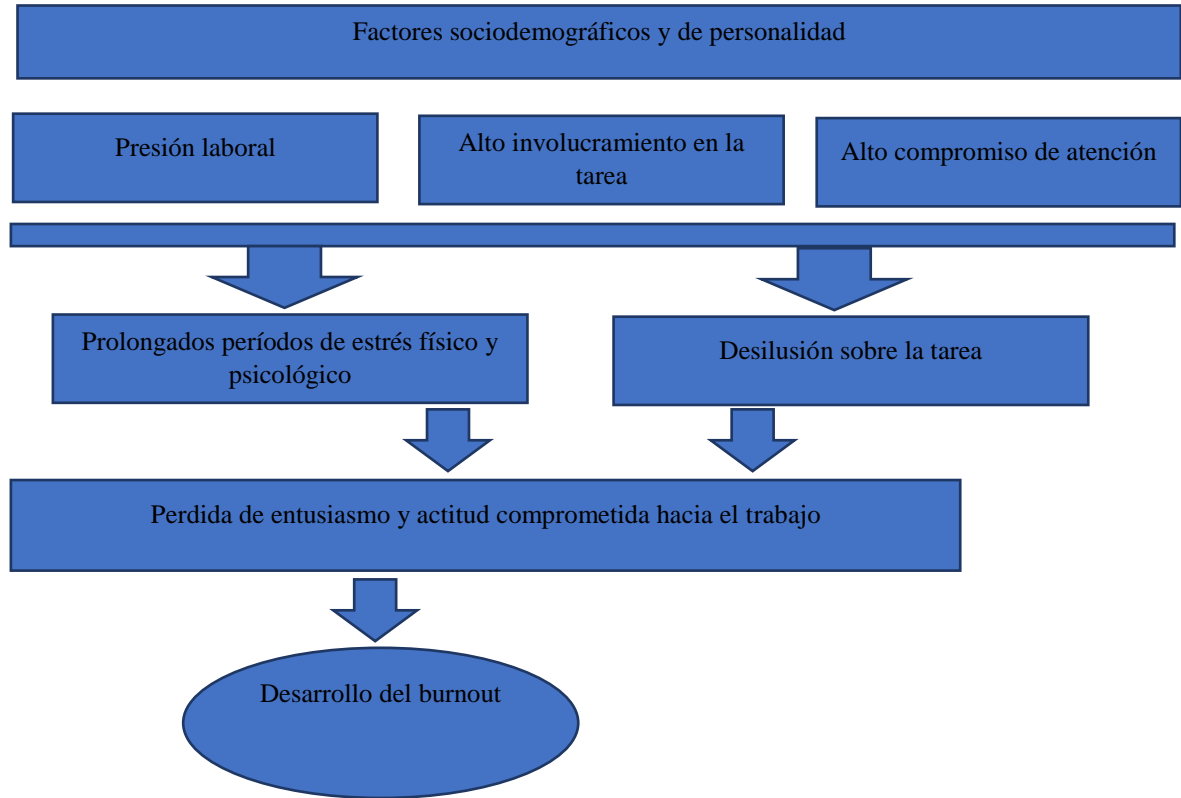 Factores sociodemográficos y de personalidad
Presión laboral
Alto involucramiento en la
tarea
Alto compromiso de atención
Prolongados períodos de estrés físico y
psicológico
Desilusión sobre la tarea
Perdida de entusiasmo y actitud comprometida hacia el trabajo
Desarrollo del burnout